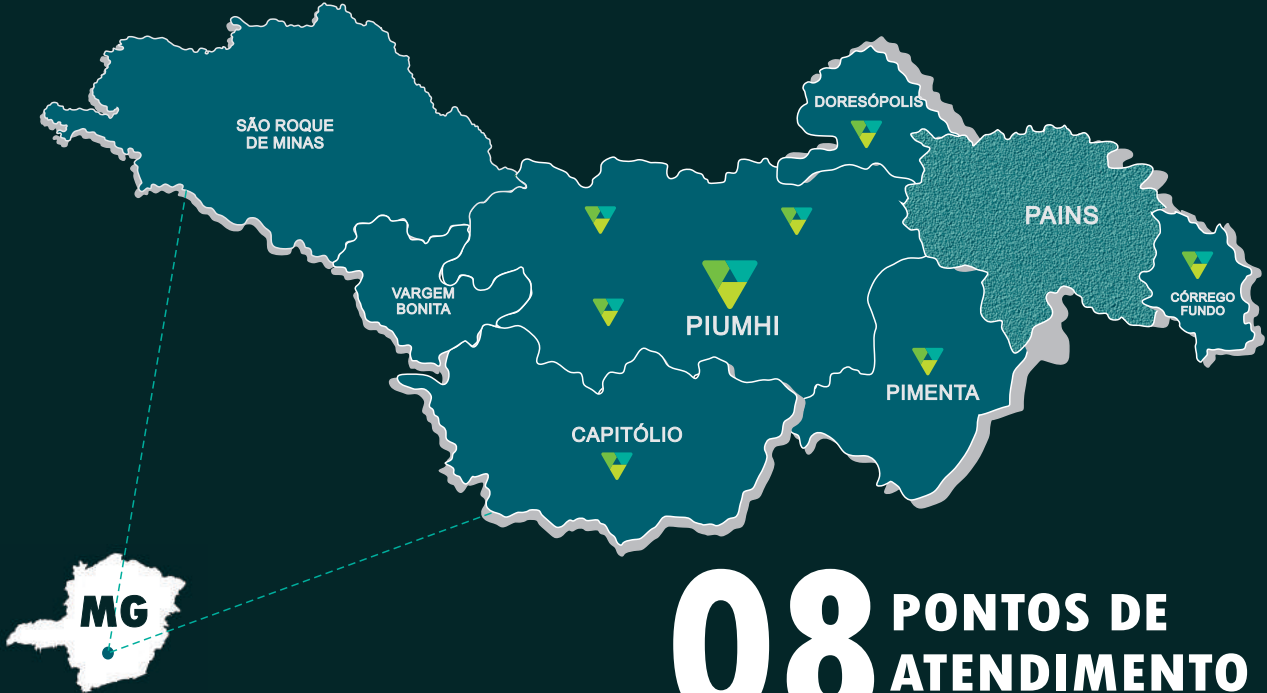 DORESÓPOLIS
SÃO ROQUE
DE MINAS
PAINS
VARGEM
BONITA
CÓRREGO
FUNDO
PIUMHI
PIMENTA
CAPITÓLIO
MG
08 PONTOS DE
ATENDIMENTO